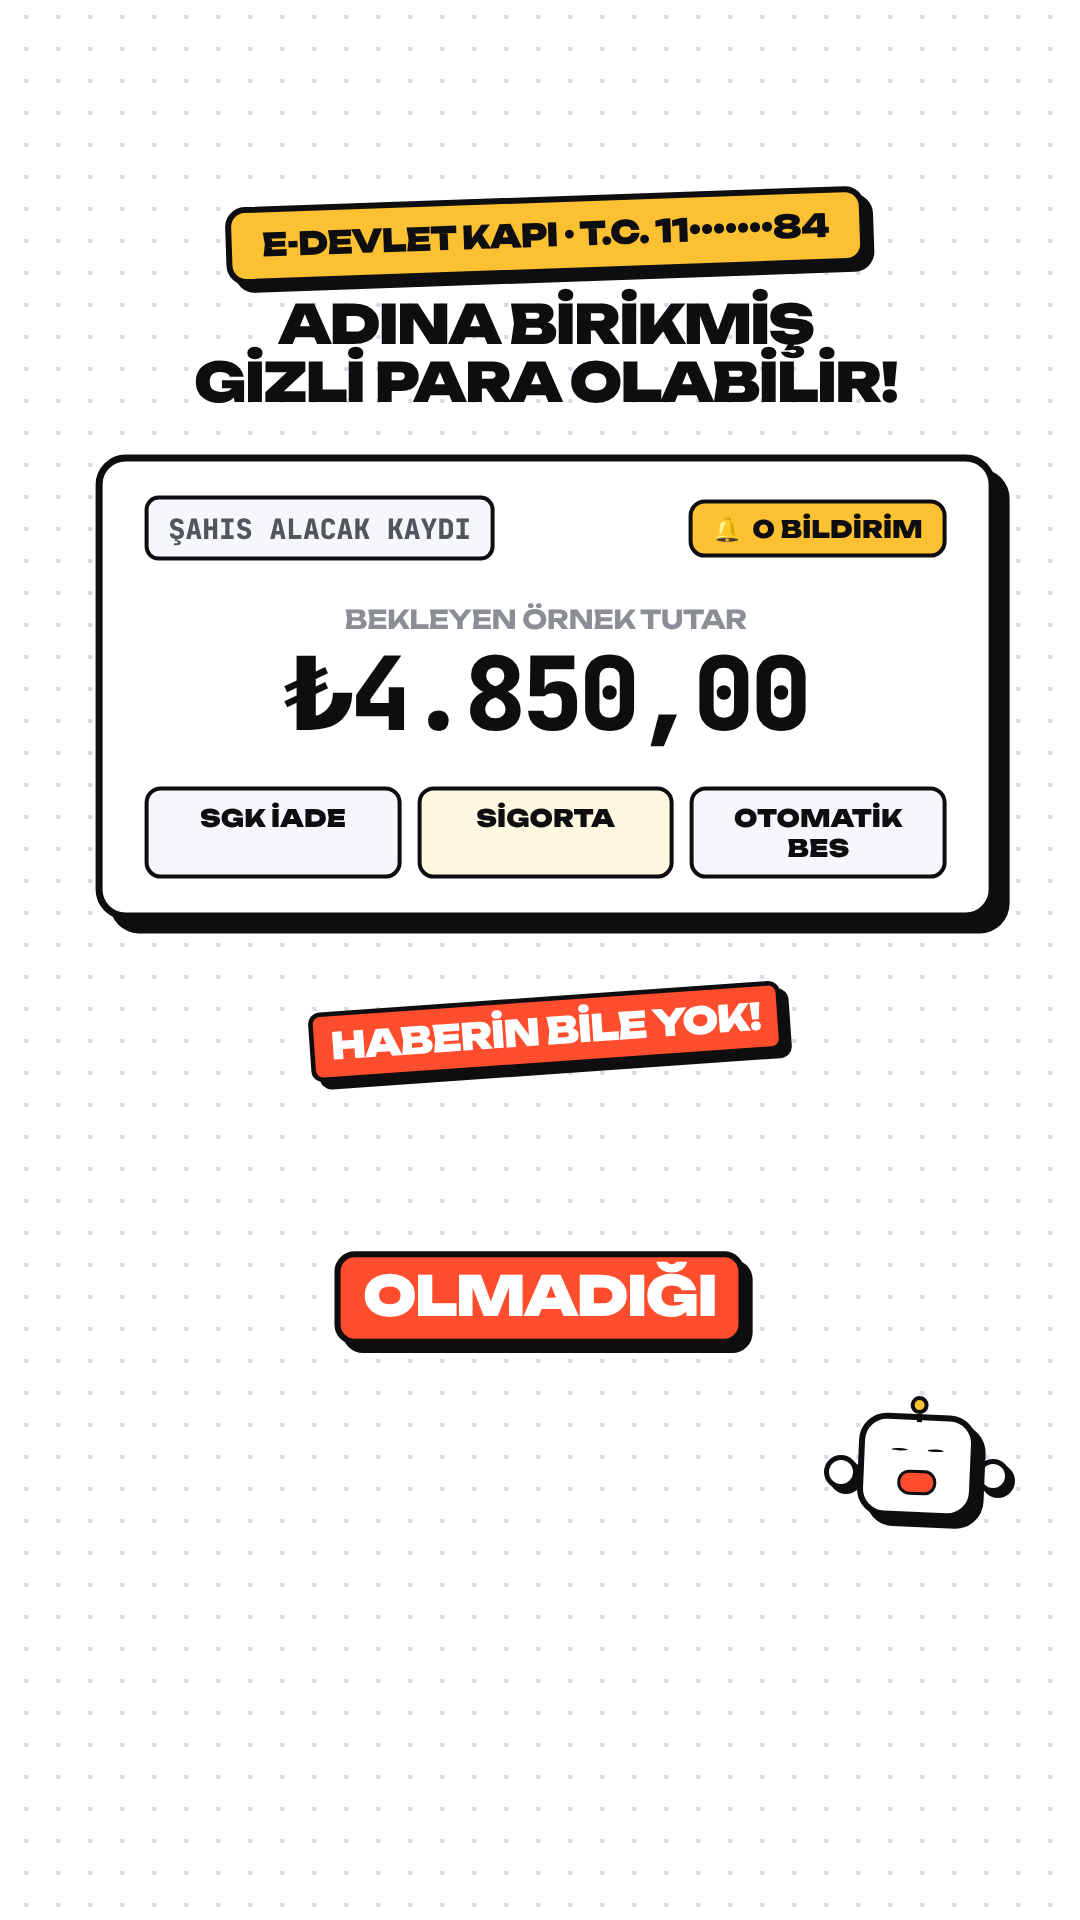 E-DEVLET KAPI · T.C. 11•••••••84
ADINA BİRİKMİŞ
GİZLİ PARA OLABİLİR!
ŞAHIS ALACAK KAYDI
🔔 0 BİLDİRİM
BEKLEYEN ÖRNEK TUTAR
₺4.850,00
SGK İADE
SİGORTA
OTOMATİK
BES
HABERİN BİLE YOK!
OLMADIĞI